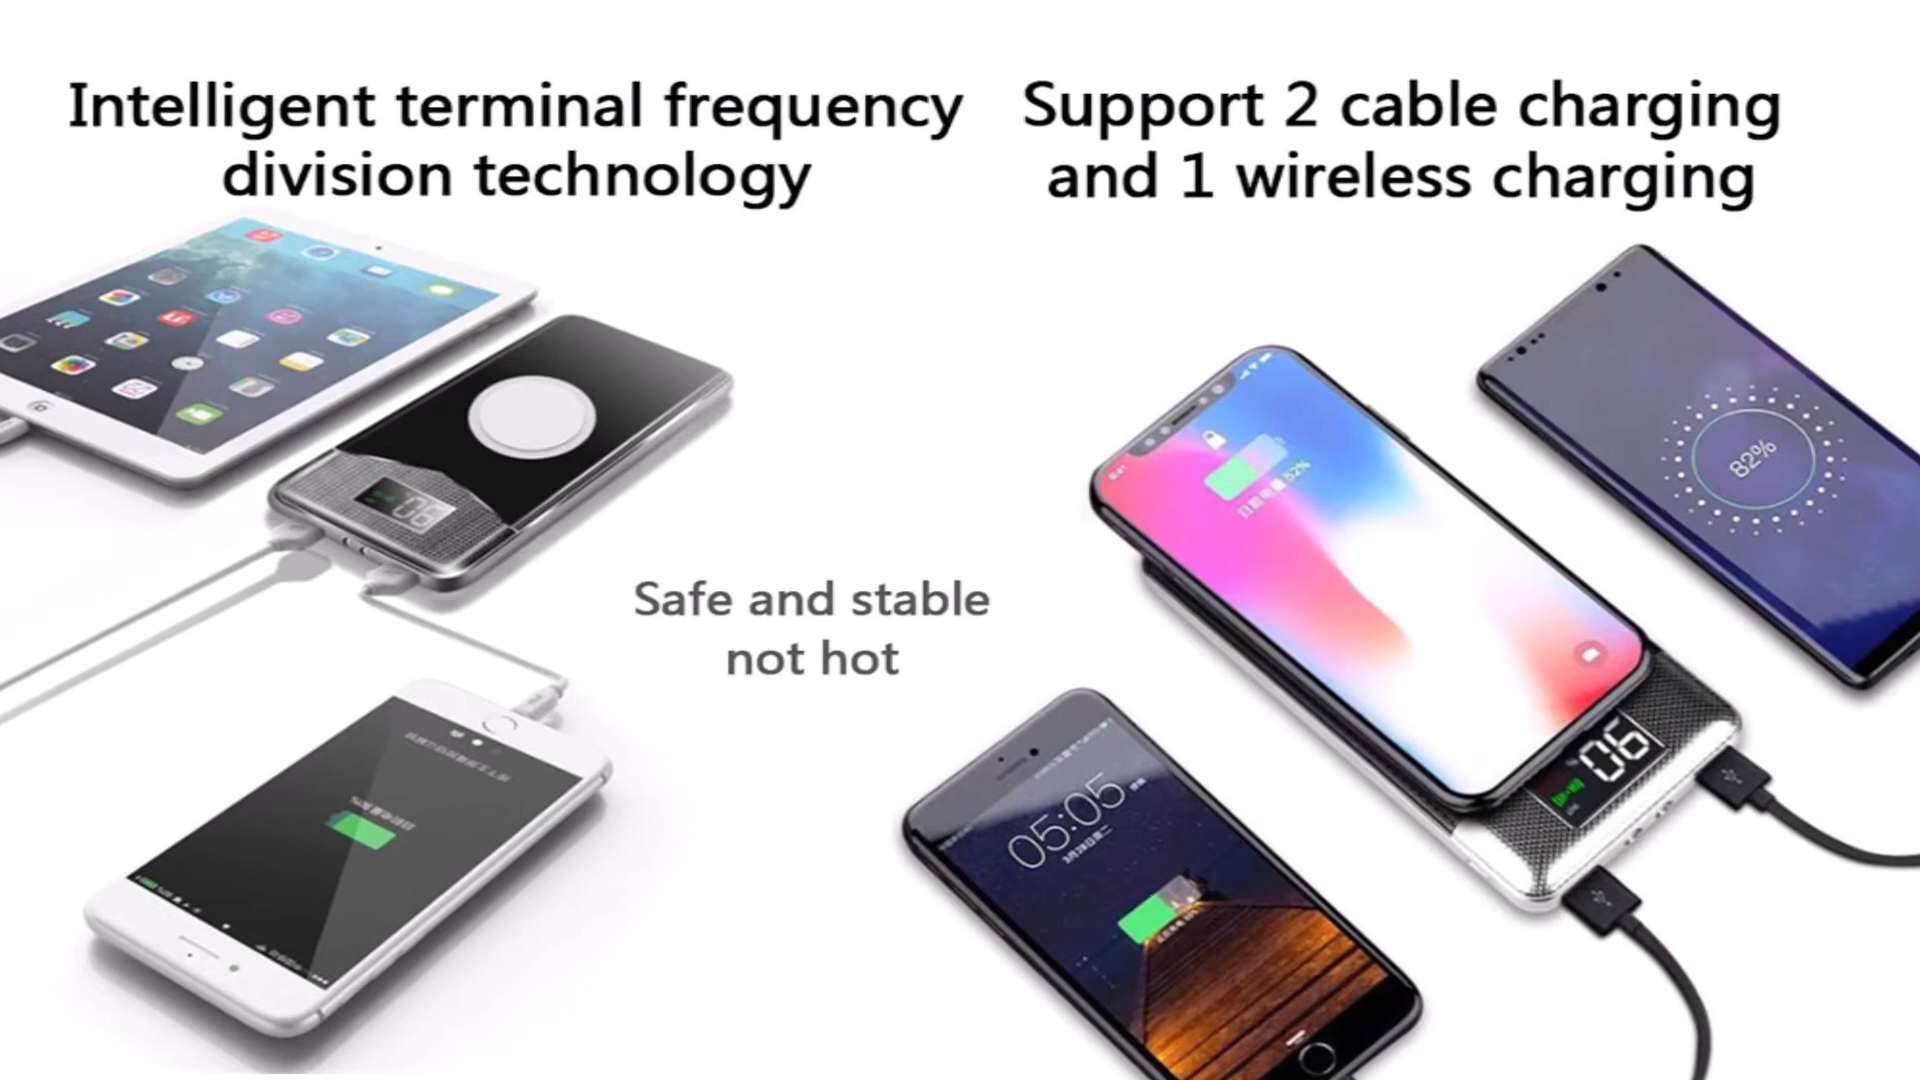 Intelligent terminal frequency
division technology
Support 2 cable charging
and 1 wireless charging
Safe and stable
not hot
82%
52%
05:05
06
06